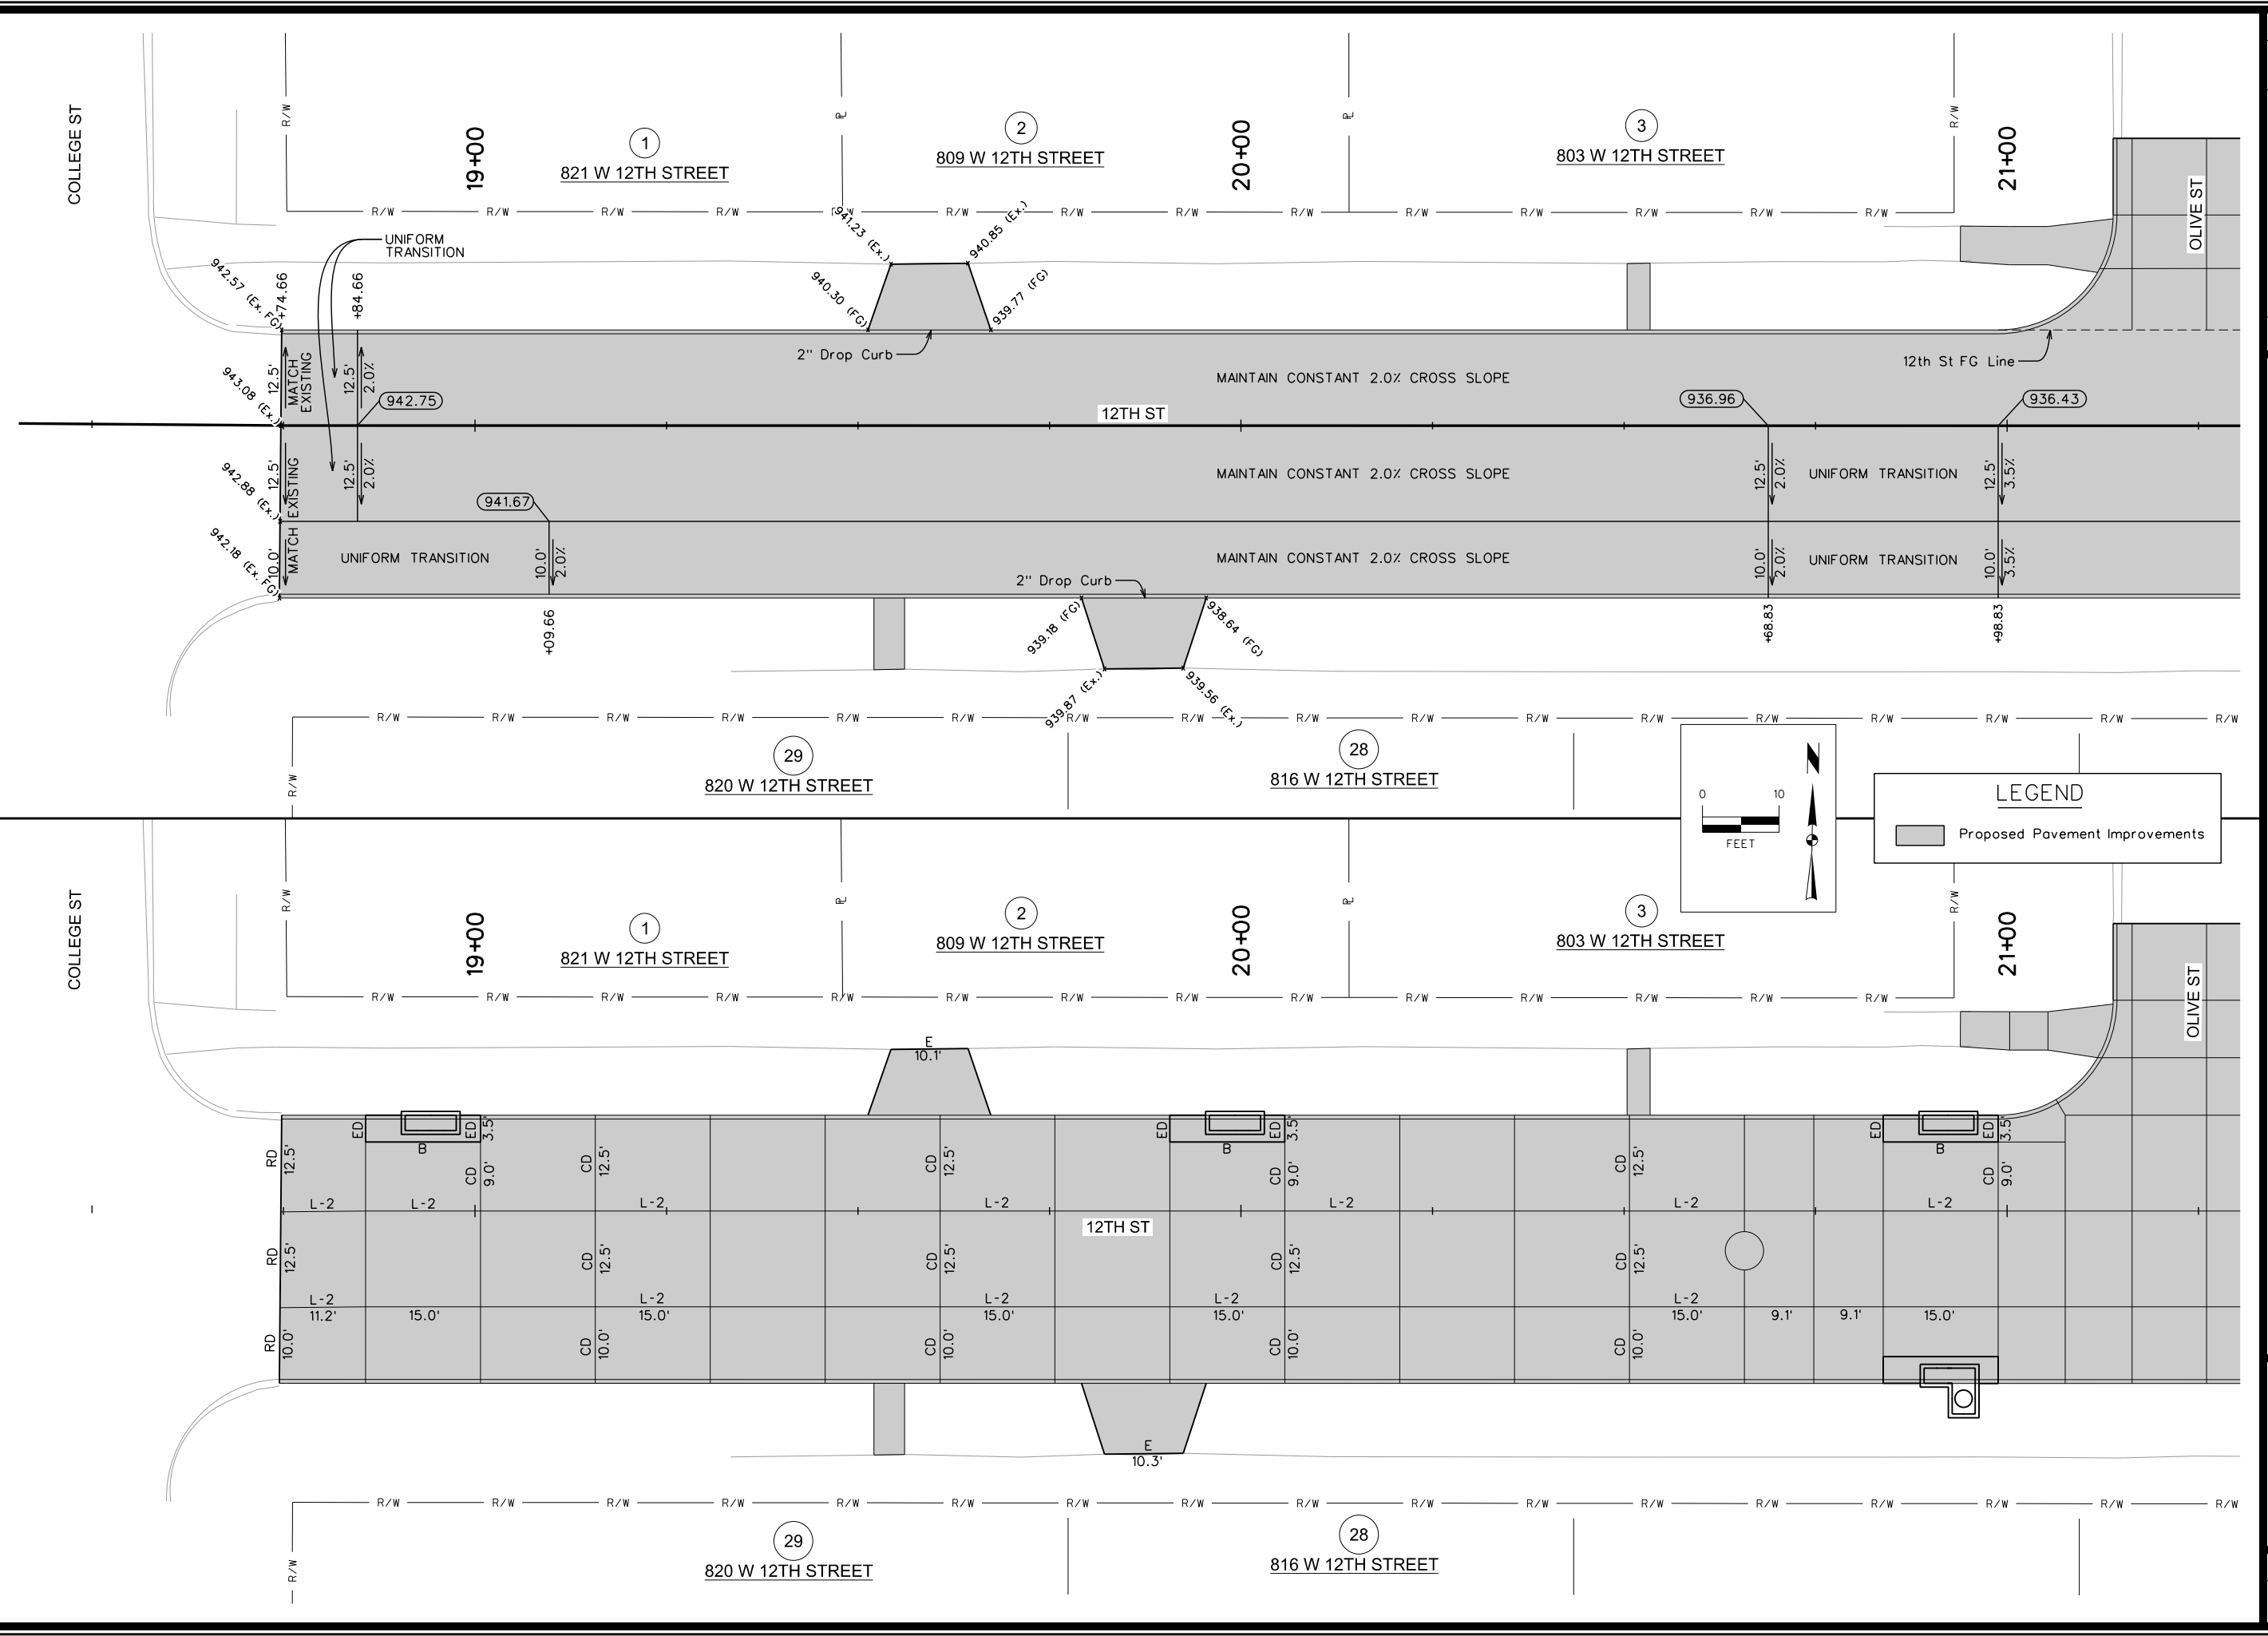 COLLEGE ST
R/W
19+00
1
821 W 12TH STREET
PL
2
809 W 12TH STREET
20+00
PL
3
803 W 12TH STREET
R/W
21+00
OLIVE ST
R/W R/W R/W R/W R/W R/W R/W R/W R/W R/W R/W R/W R/W R/W
UNIFORM
TRANSITION
942.57 (Ex. FG)
+74.66
+84.66
941.23 (Ex.)
940.85 (Ex.)
940.30 (FG)
939.77 (FG)
2" Drop Curb
12th St FG Line
943.08 (Ex.)
12.5'
MATCH
EXISTING
12.5'
2.0%
942.75
MAINTAIN CONSTANT 2.0% CROSS SLOPE
936.96
936.43
12TH ST
942.88 (Ex.)
12.5'
MATCH EXISTING
12.5'
2.0%
MAINTAIN CONSTANT 2.0% CROSS SLOPE
12.5'
2.0%
UNIFORM TRANSITION
12.5'
3.5%
941.67
942.18 (Ex. FG)
10.0'
UNIFORM TRANSITION
10.0'
2.0%
MAINTAIN CONSTANT 2.0% CROSS SLOPE
10.0'
2.0%
UNIFORM TRANSITION
10.0'
3.5%
2" Drop Curb
+09.66
939.18 (FG)
938.64 (FG)
939.87 (Ex.)
939.56 (Ex.)
+68.83
+98.83
R/W R/W R/W R/W R/W R/W R/W R/W R/W R/W R/W R/W R/W R/W R/W R/W R/W
R/W
29
820 W 12TH STREET
28
816 W 12TH STREET
0 10
FEET
N
LEGEND
Proposed Pavement Improvements
COLLEGE ST
R/W
19+00
1
821 W 12TH STREET
PL
2
809 W 12TH STREET
20+00
PL
3
803 W 12TH STREET
R/W
21+00
OLIVE ST
R/W R/W R/W R/W R/W R/W R/W R/W R/W R/W R/W R/W R/W R/W
E
10.1'
ED
ED
3.5'
B
ED
ED
3.5'
B
ED
ED
3.5'
B
RD
12.5'
CD
9.0'
CD
12.5'
CD
12.5'
CD
9.0'
CD
12.5'
CD
9.0'
L-2 L-2 L-2 L-2 L-2 L-2 L-2
12TH ST
RD
12.5'
CD
12.5'
CD
12.5'
CD
12.5'
CD
12.5'
L-2 L-2 L-2 L-2 L-2
11.2' 15.0' 15.0' 15.0' 15.0' 15.0' 9.1' 9.1' 15.0'
RD
10.0'
CD
10.0'
CD
10.0'
CD
10.0'
CD
10.0'
E
10.3'
R/W R/W R/W R/W R/W R/W R/W R/W R/W R/W R/W R/W R/W R/W R/W R/W R/W
R/W
29
820 W 12TH STREET
28
816 W 12TH STREET